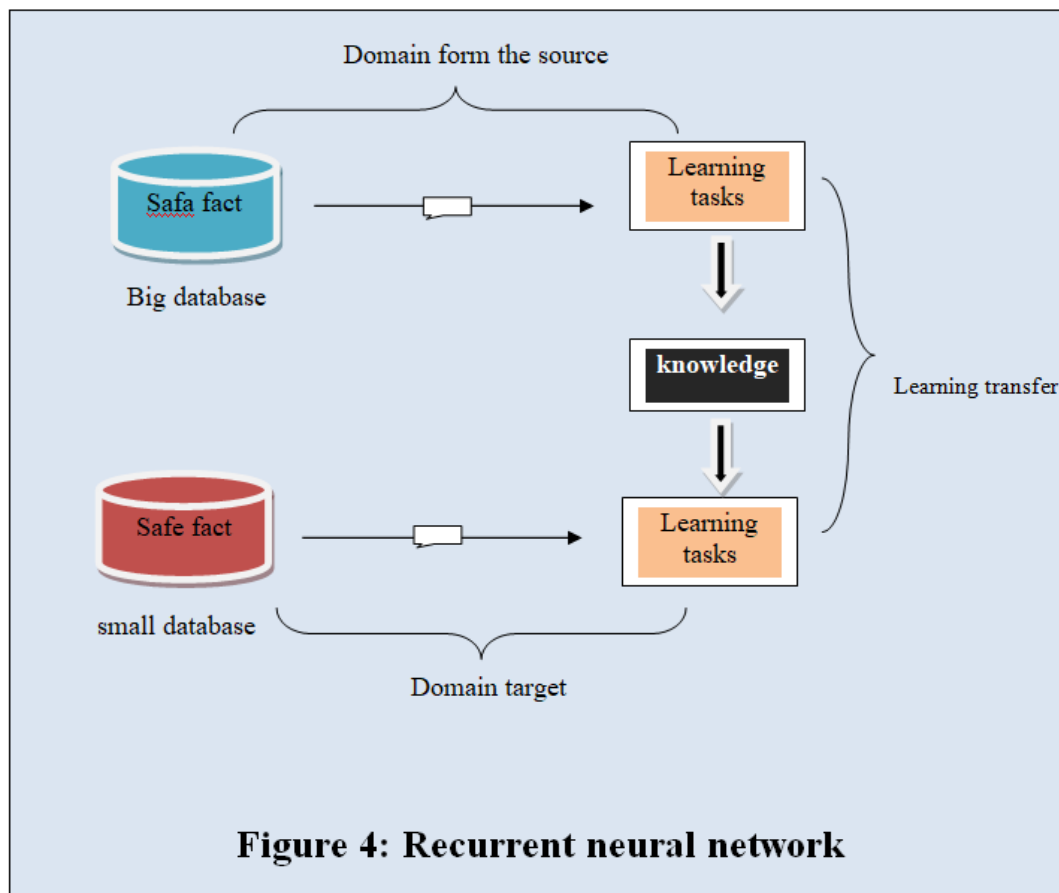 Domain form the source
Safa fact
Learning
tasks
Big database
knowledge
Learning transfer
Safe fact
Learning
tasks
small database
Domain target
Figure 4: Recurrent neural network